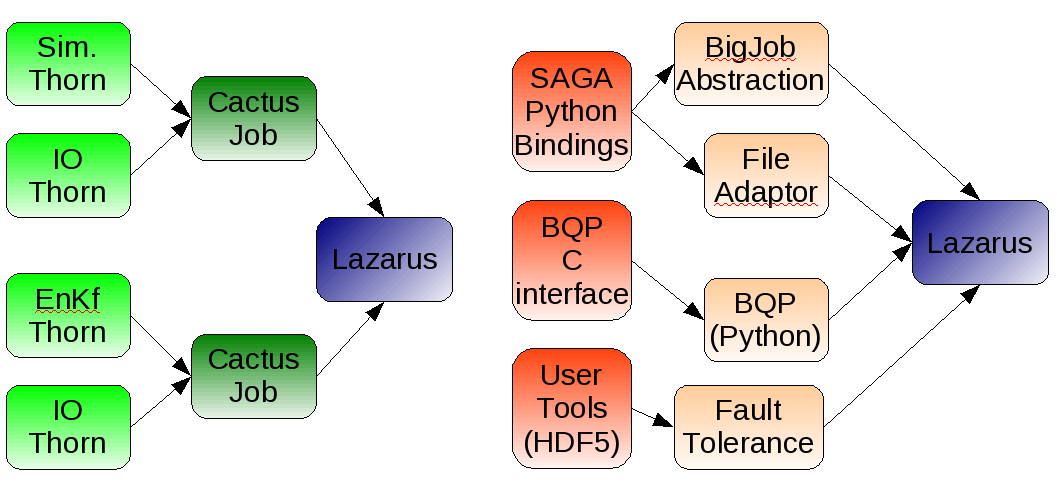 Sim.
Thorn
IO
Thorn
Cactus
Job
EnKf
Thorn
IO
Thorn
Cactus
Job
Lazarus
SAGA
Python
Bindings
BQP
C
interface
User
Tools
(HDF5)
BigJob
Abstraction
File
Adaptor
BQP
(Python)
Fault
Tolerance
Lazarus